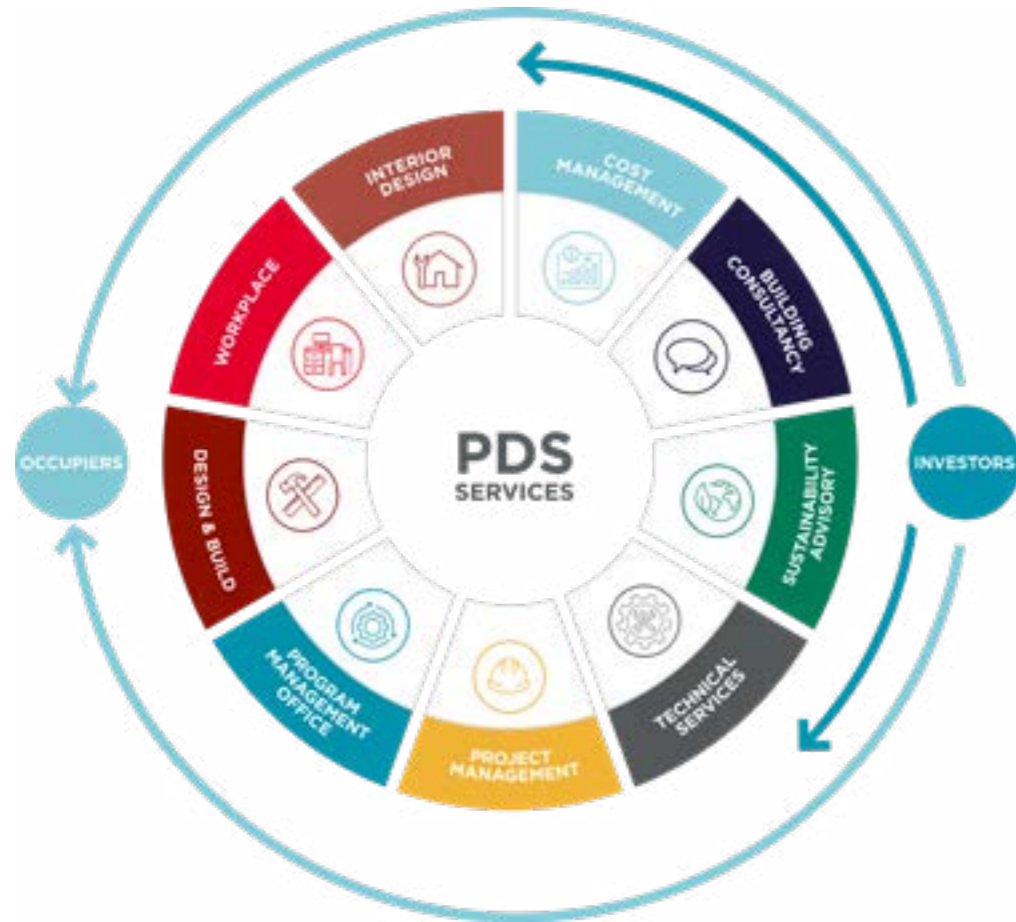 INTERIOR
DESIGN
COST
MANAGEMENT
BUILDING
CONSULTANCY
SUSTAINABILITY
ADVISORY
TECHNICAL
SERVICES
PROJECT
MANAGEMENT
PROGRAM
MANAGEMENT
OFFICE
DESIGN & BUILD
WORKPLACE
PDS
SERVICES
OCCUPIERS
INVESTORS